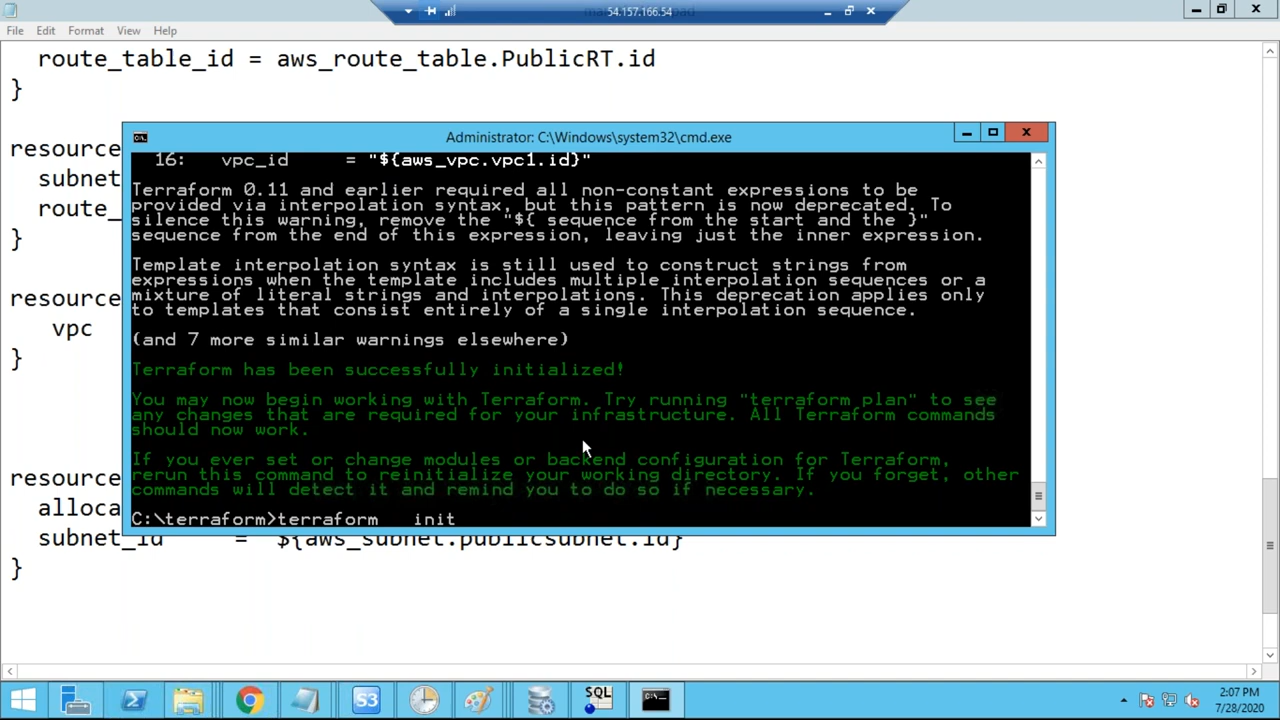 54.157.166.54
File Edit Format View Help
route_table_id = aws_route_table.PublicRT.id
}
resource
subnet
route_
}
resource
vpc
}
resource
alloca
subnet_id = ${aws_subnet.publicsubnet.id}
}
Administrator: C:\Windows\system32\cmd.exe
16: vpc_id = "${aws_vpc.vpc1.id}"
Terraform 0.11 and earlier required all non-constant expressions to be
provided via interpolation syntax, but this pattern is now deprecated. To
silence this warning, remove the "${ sequence from the start and the }"
sequence from the end of this expression, leaving just the inner expression.
Template interpolation syntax is still used to construct strings from
expressions when the template includes multiple interpolation sequences or a
mixture of literal strings and interpolations. This deprecation applies only
to templates that consist entirely of a single interpolation sequence.
(and 7 more similar warnings elsewhere)
Terraform has been successfully initialized!
You may now begin working with Terraform. Try running "terraform plan" to see
any changes that are required for your infrastructure. All Terraform commands
should now work.
If you ever set or change modules or backend configuration for Terraform,
rerun this command to reinitialize your working directory. If you forget, other
commands will detect it and remind you to do so if necessary.
C:\terraform>terraform init
S3
SQL
2:07 PM
7/28/2020